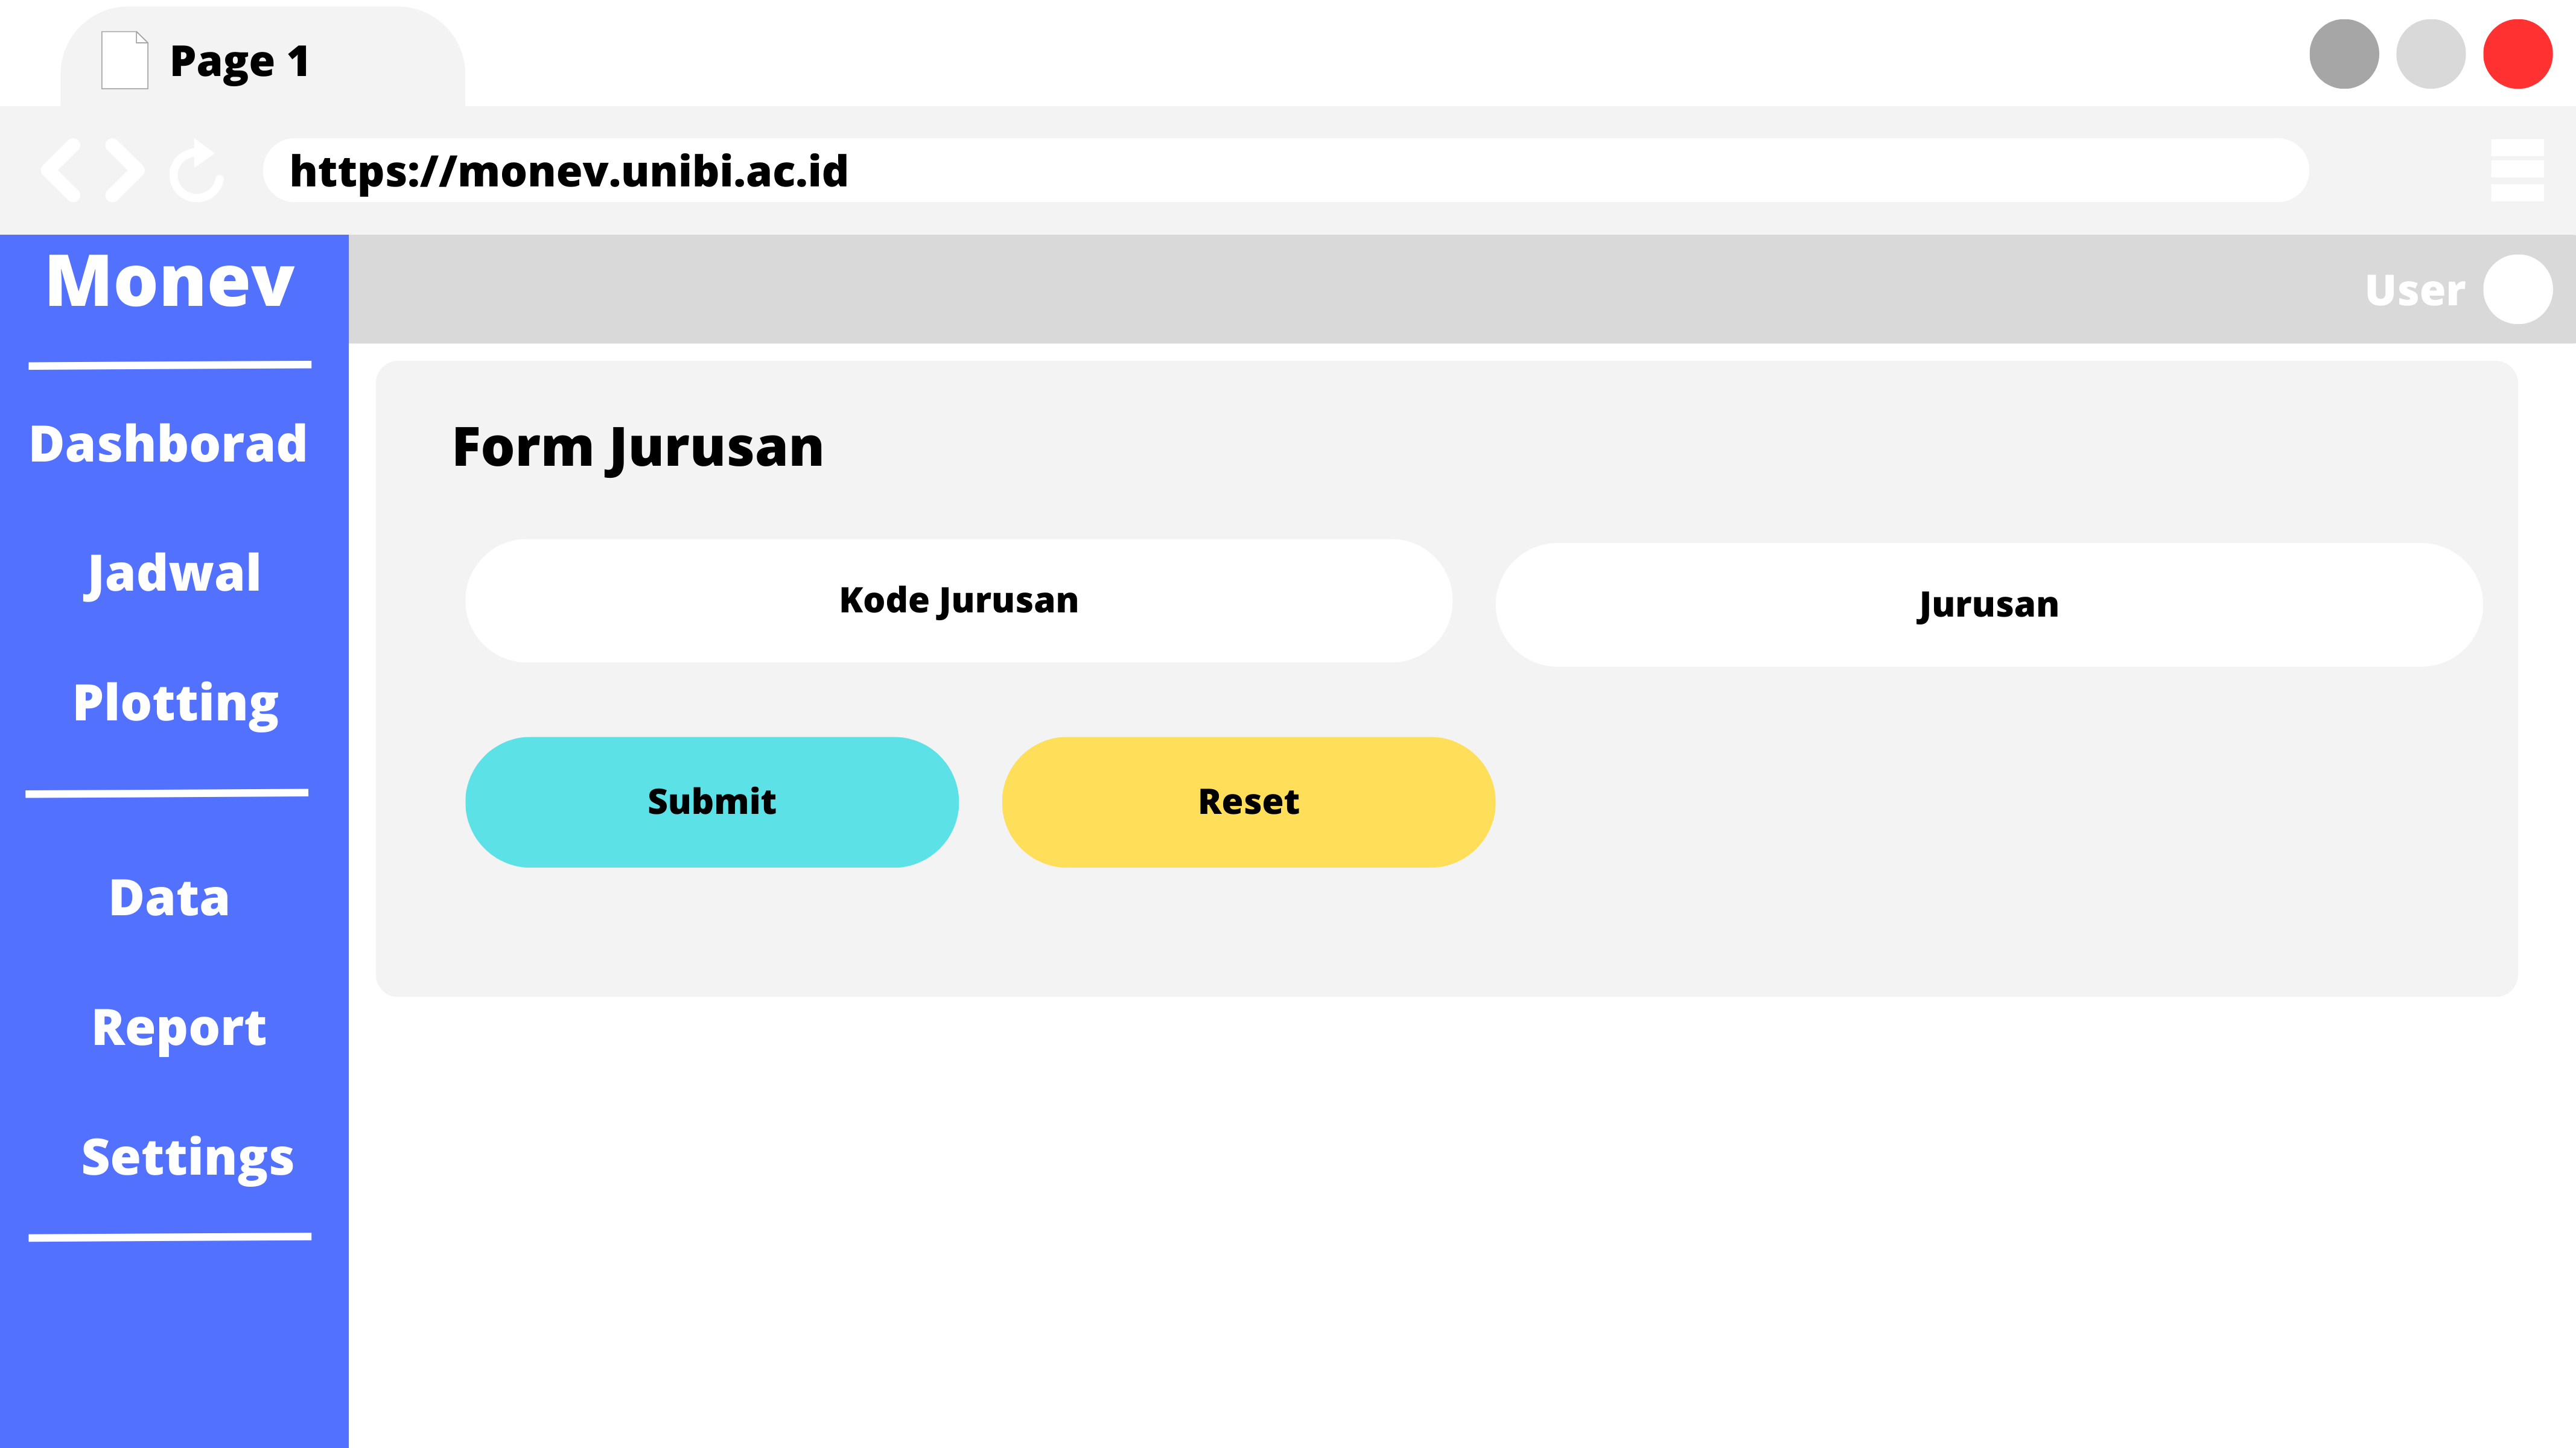 Page 1
https://monev.unibi.ac.id
Monev
User
Dashborad
Jadwal
Plotting
Data
Report
Settings
Form Jurusan
Kode Jurusan
Jurusan
Submit
Reset